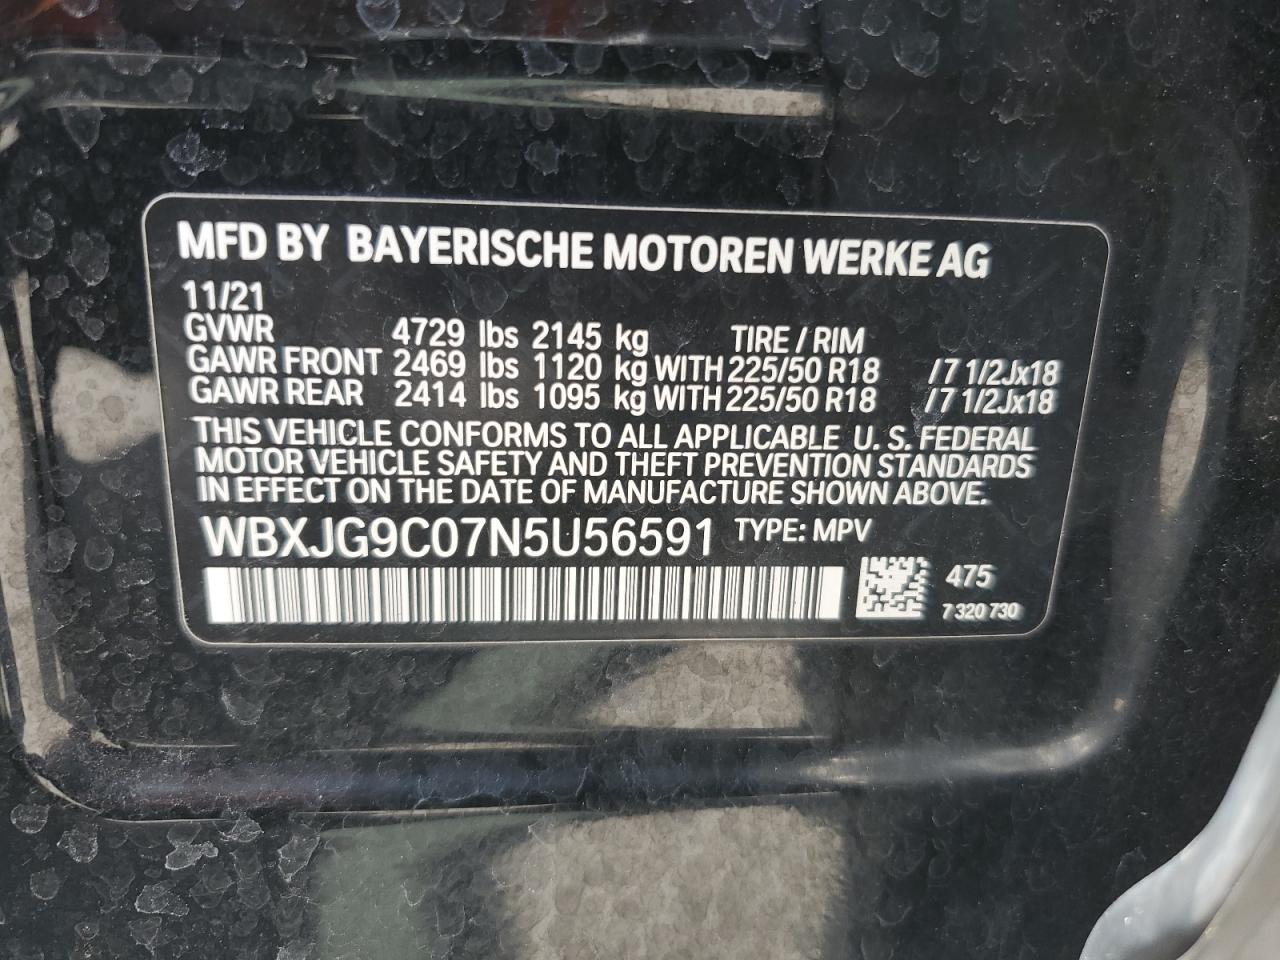 MFD BY BAYERISCHE MOTOREN WERKE AG
11/21
GVWR 4729 lbs 2145 kg TIRE / RIM
GAWR FRONT 2469 lbs 1120 kg WITH 225/50 R18 /7 1/2Jx18
GAWR REAR 2414 lbs 1095 kg WITH 225/50 R18 /7 1/2Jx18
THIS VEHICLE CONFORMS TO ALL APPLICABLE U. S. FEDERAL
MOTOR VEHICLE SAFETY AND THEFT PREVENTION STANDARDS
IN EFFECT ON THE DATE OF MANUFACTURE SHOWN ABOVE.
WBXJG9C07N5U56591 TYPE: MPV
475
7 320 730